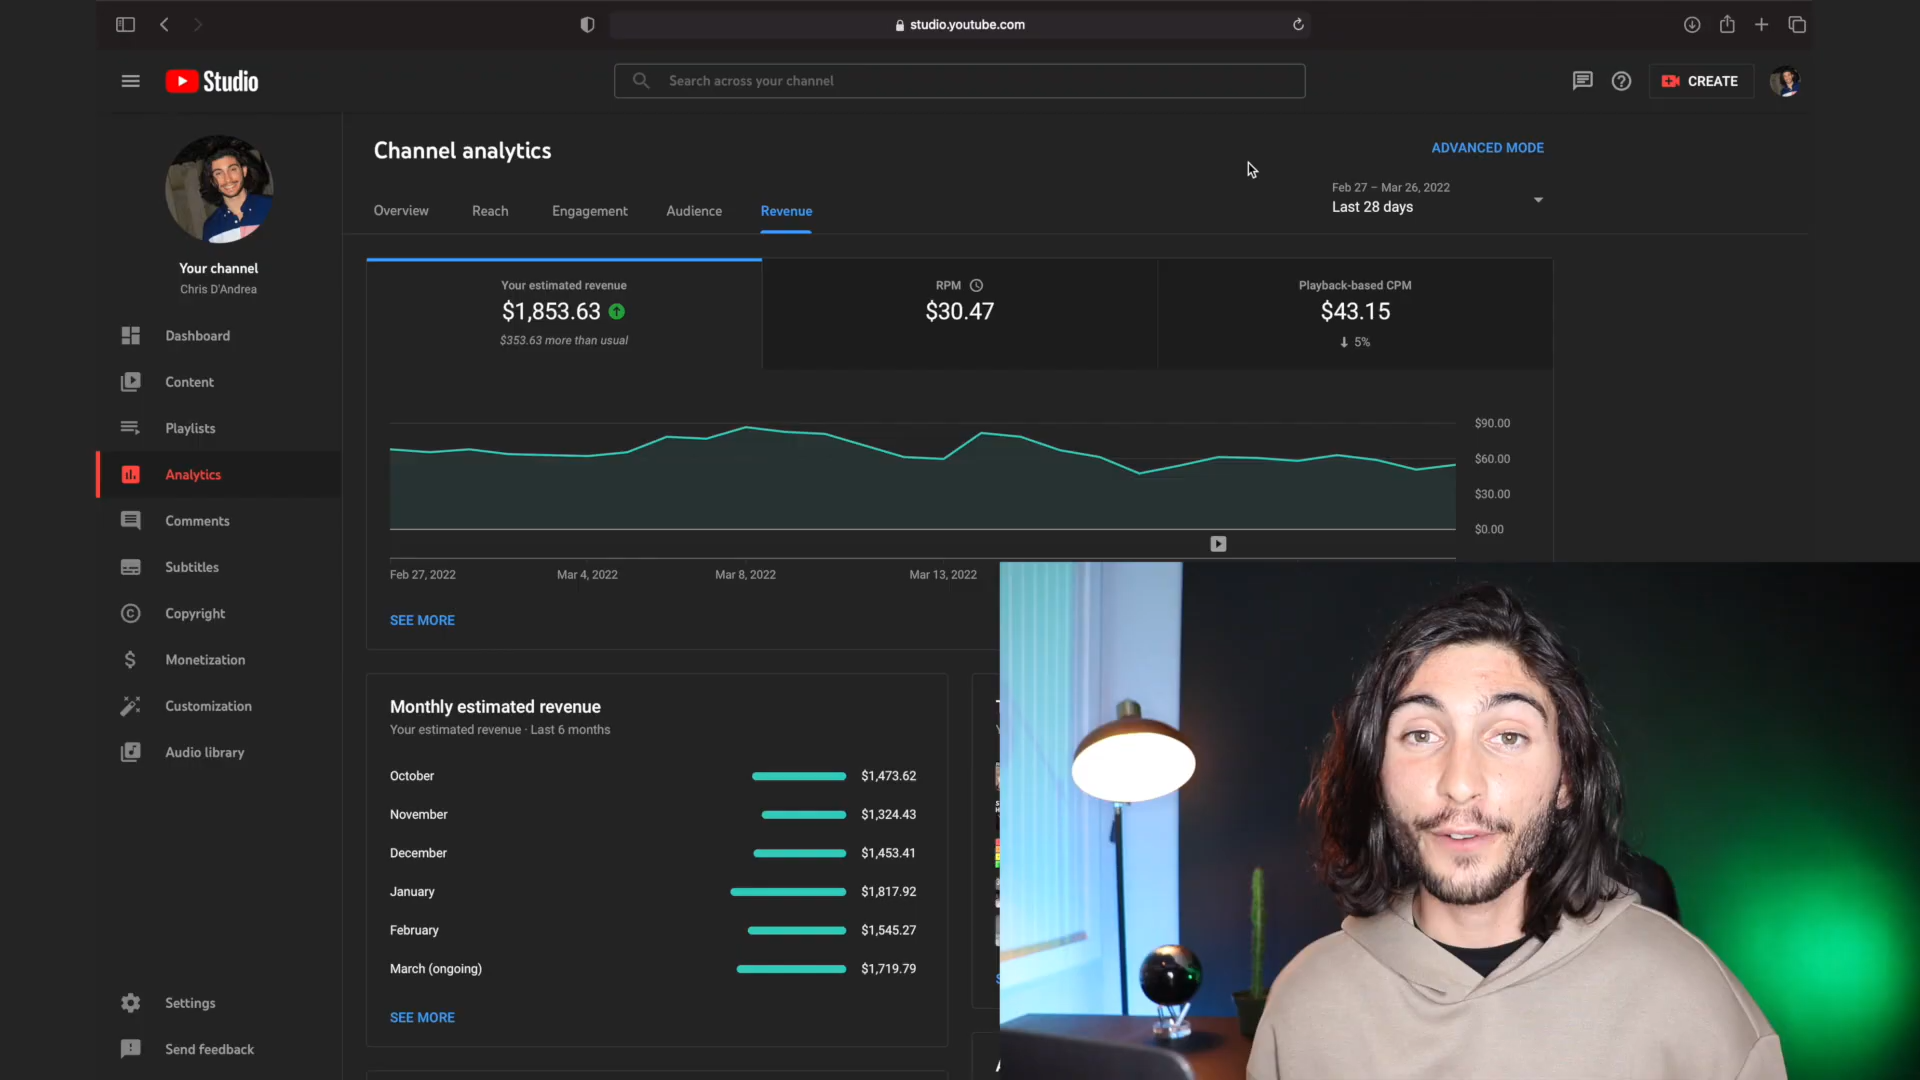 studio.youtube.com
Studio
Search across your channel
CREATE
Channel analytics
ADVANCED MODE
Feb 27 – Mar 26, 2022
Last 28 days
Overview
Reach
Engagement
Audience
Revenue
Your channel
Chris D'Andrea
Dashboard
Content
Playlists
Analytics
Comments
Subtitles
Copyright
Monetization
Customization
Audio library
Settings
Send feedback
Your estimated revenue
$1,853.63
$353.63 more than usual
RPM
$30.47
Playback-based CPM
$43.15
5%
$90.00
$60.00
$30.00
$0.00
Feb 27, 2022
Mar 4, 2022
Mar 8, 2022
Mar 13, 2022
SEE MORE
Monthly estimated revenue
Your estimated revenue · Last 6 months
October $1,473.62
November $1,324.43
December $1,453.41
January $1,817.92
February $1,545.27
March (ongoing) $1,719.79
SEE MORE